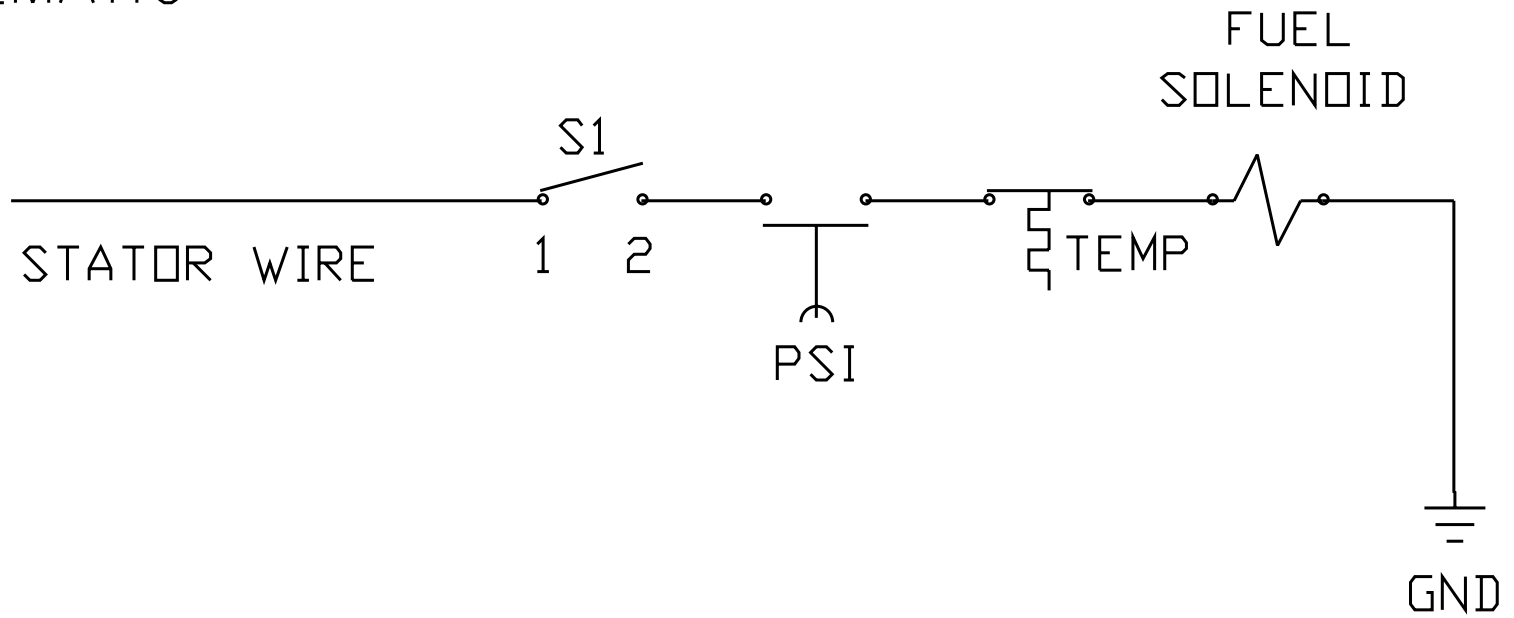 FUEL
SOLENOID
S1
STATOR WIRE
1
2
TEMP
PSI
GND